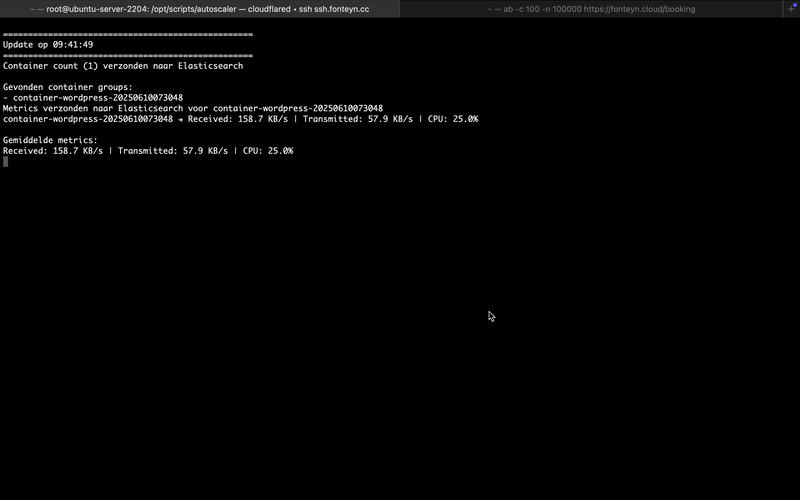 ~ — root@ubuntu-server-2204: /opt/scripts/autoscaler — cloudflared ◂ ssh ssh.fonteyn.cc
~ — ab -c 100 -n 100000 https://fonteyn.cloud/booking
==================================================
Update op 09:41:49
==================================================
Container count (1) verzonden naar Elasticsearch
Gevonden container groups:
- container-wordpress-20250610073048
Metrics verzonden naar Elasticsearch voor container-wordpress-20250610073048
container-wordpress-20250610073048 → Received: 158.7 KB/s | Transmitted: 57.9 KB/s | CPU: 25.0%
Gemiddelde metrics:
Received: 158.7 KB/s | Transmitted: 57.9 KB/s | CPU: 25.0%